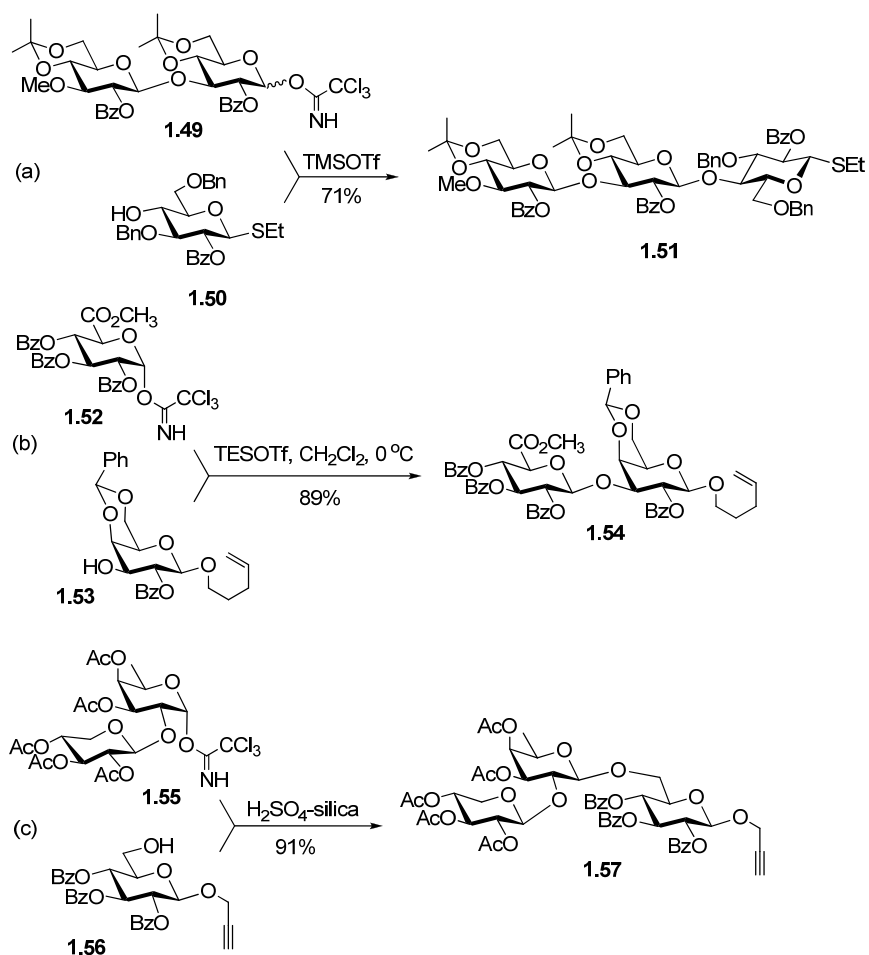 O O O O
O O O O
MeO O O O CCl3
BzO BzO NH
1.49
(a)
TMSOTf
71%
OBn
HO O
BnO SEt
BzO
1.50
O O BzO
O O BnO SEt
MeO O O O O
BzO BzO OBn
1.51
CO2CH3
BzO O
BzO
BzO O CCl3
1.52
NH
(b)
TESOTf, CH2Cl2, 0 oC
89%
Ph
O O
O
HO O
BzO
1.53
Ph
O
CO2CH3 O
BzO O O
BzO O O
BzO BzO
1.54
AcO
O
AcO
AcO O O O CCl3
AcO AcO
NH
1.55
(c)
H2SO4-silica
91%
OH
BzO O
BzO O
BzO
1.56
AcO
O O
AcO
AcO O O BzO O
AcO BzO O
AcO BzO
1.57